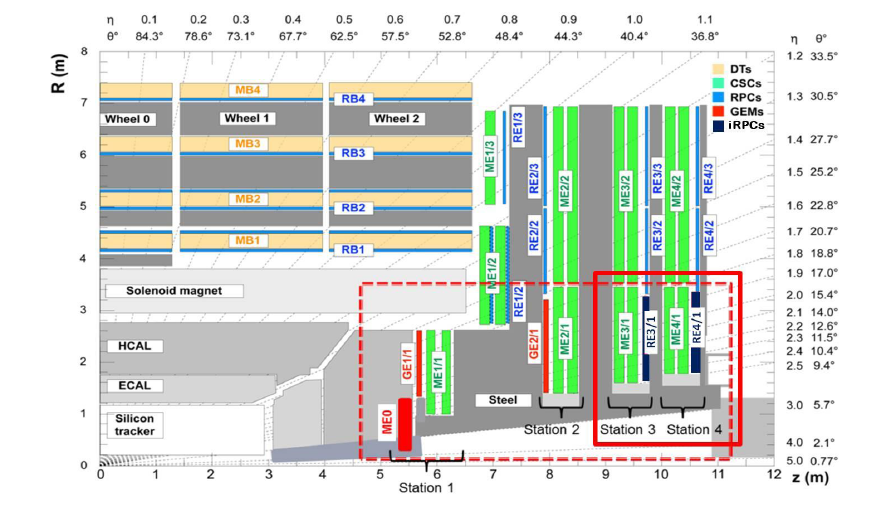 η 0.1 0.2 0.3 0.4 0.5 0.6 0.7 0.8 0.9 1.0 1.1
θ° 84.3° 78.6° 73.1° 67.7° 62.5° 57.5° 52.8° 48.4° 44.3° 40.4° 36.8° η θ°
R (m)
8
7
6
5
4
3
2
1
0
1.2 33.5°
1.3 30.5°
1.4 27.7°
1.5 25.2°
1.6 22.8°
1.7 20.7°
1.8 18.8°
1.9 17.0°
2.0 15.4°
2.1 14.0°
2.2 12.6°
2.3 11.5°
2.4 10.4°
2.5 9.4°
3.0 5.7°
4.0 2.1°
5.0 0.77°
DTs
CSCs
RPCs
GEMs
iRPCs
MB4
RB4
Wheel 0 Wheel 1 Wheel 2
MB3
RB3
MB2
RB2
MB1
RB1
Solenoid magnet
HCAL
ECAL
Silicon
tracker
Steel
ME0
GE1/1
ME1/1
ME1/2
ME1/3
RE1/2
RE1/3
GE2/1
ME2/1
RE2/2
RE2/3
ME2/2
ME3/1
RE3/1
ME3/2
RE3/2
RE3/3
ME4/1
RE4/1
ME4/2
RE4/2
RE4/3
Station 1
Station 2
Station 3
Station 4
0 1 2 3 4 5 6 7 8 9 10 11 12
z (m)